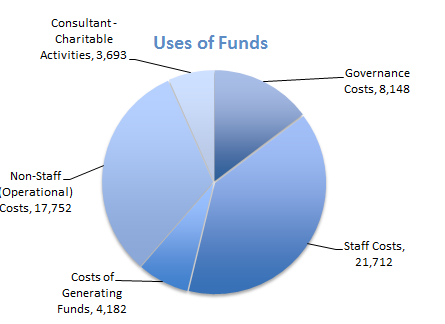 Uses of Funds
Consultant -
Charitable
Activities, 3,693
Governance
Costs, 8,148
Staff Costs,
21,712
Costs of
Generating
Funds, 4,182
Non-Staff
(Operational)
Costs, 17,752